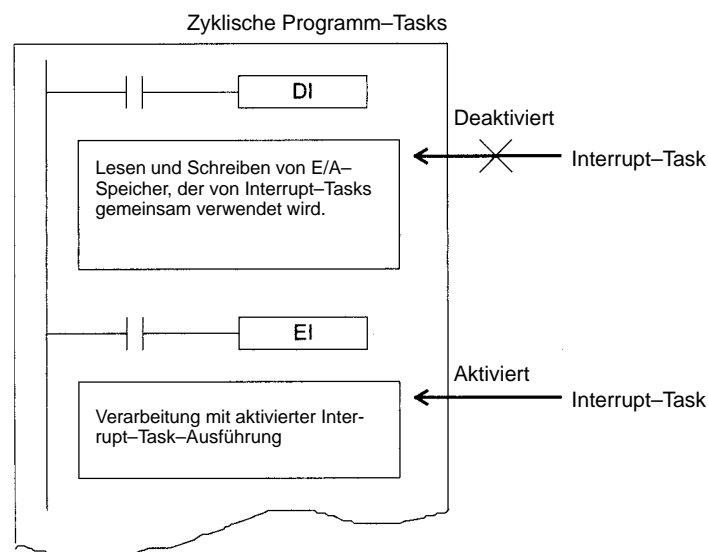 Zyklische Programm–Tasks
DI
Deaktiviert
Interrupt–Task
Lesen und Schreiben von E/A–
Speicher, der von Interrupt–Tasks
gemeinsam verwendet wird.
EI
Aktiviert
Interrupt–Task
Verarbeitung mit aktivierter Inter-
rupt–Task–Ausführung